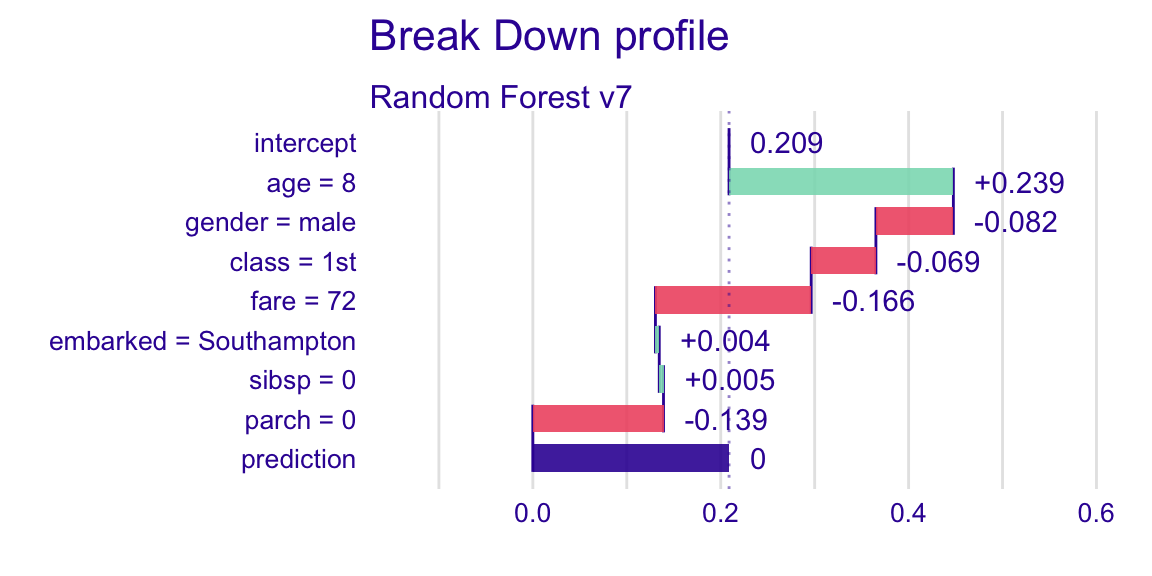 Break Down profile
Random Forest v7
intercept 0.209
age = 8 +0.239
gender = male -0.082
class = 1st -0.069
fare = 72 -0.166
embarked = Southampton +0.004
sibsp = 0 +0.005
parch = 0 -0.139
prediction 0
0.0 0.2 0.4 0.6